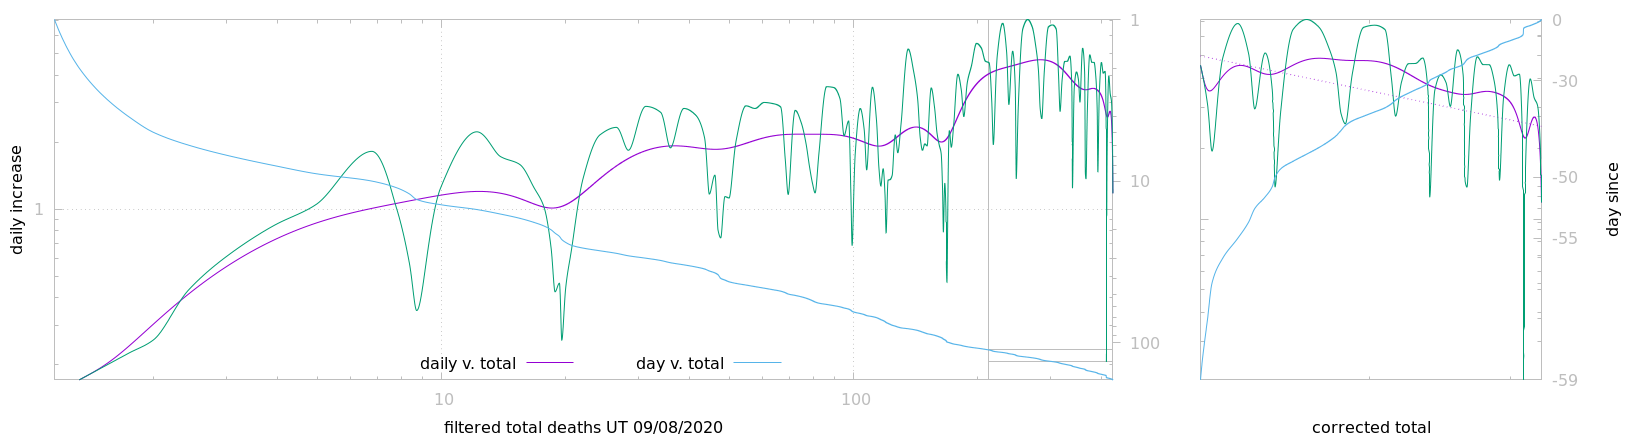 daily increase
1
daily v. total
day v. total
10
100
filtered total deaths UT 09/08/2020
1
10
100
0
-30
-50
-55
-59
day since
corrected total